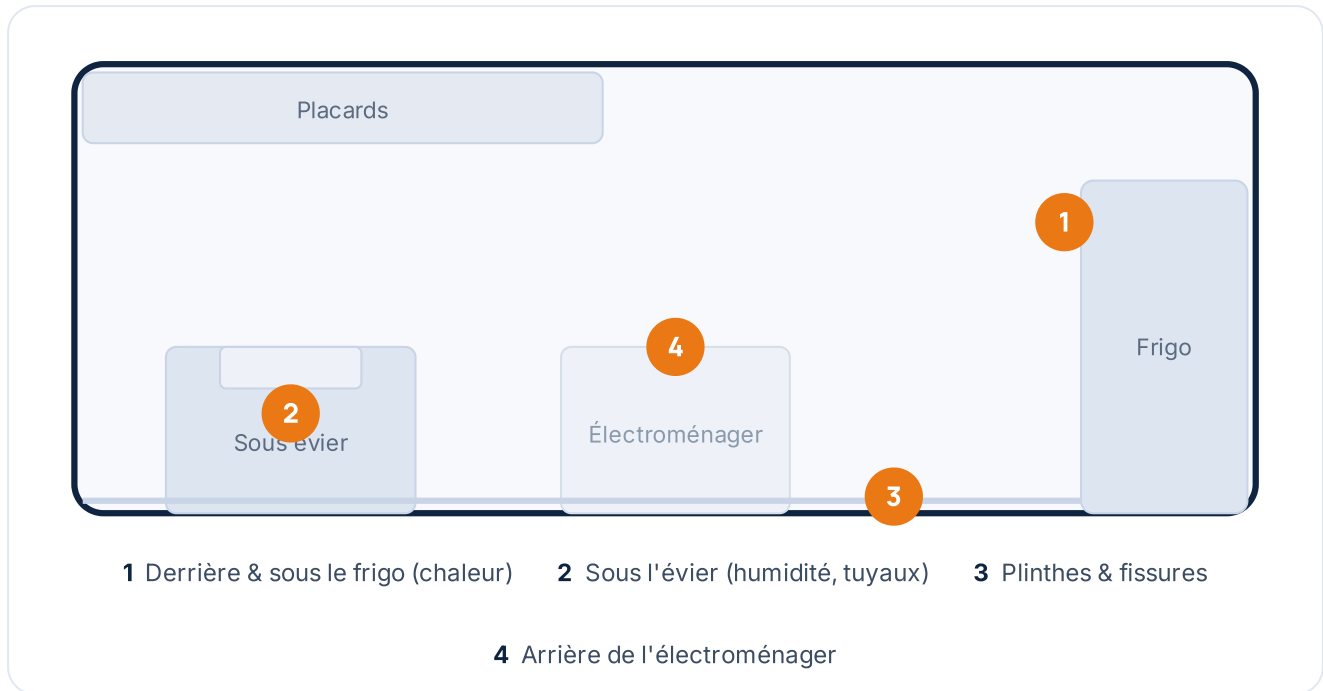 Placards
1
Frigo
4
2
Sous évier
Électroménager
3
1 Derrière & sous le frigo (chaleur) 2 Sous l'évier (humidité, tuyaux) 3 Plinthes & fissures
4 Arrière de l'électroménager